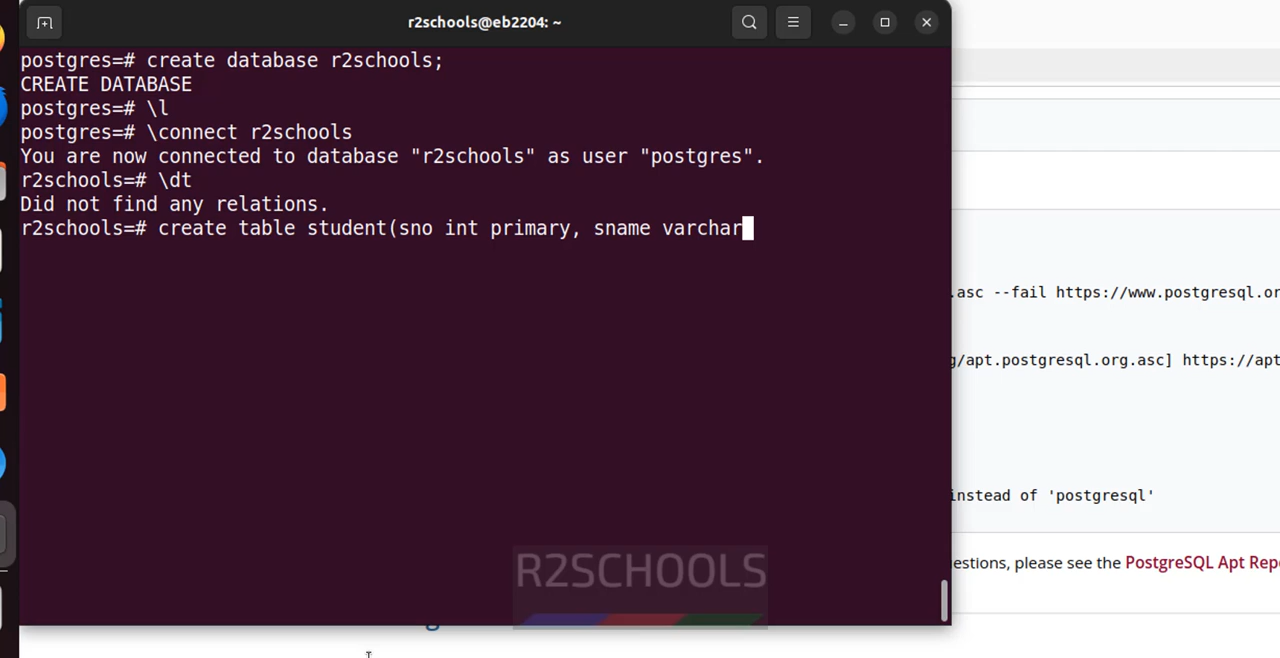 r2schools@eb2204: ~
postgres=# create database r2schools;
CREATE DATABASE
postgres=# \l
postgres=# \connect r2schools
You are now connected to database "r2schools" as user "postgres".
r2schools=# \dt
Did not find any relations.
r2schools=# create table student(sno int primary, sname varchar
.asc --fail https://www.postgresql.or
g/apt.postgresql.org.asc] https://apt
instead of 'postgresql'
estions, please see the PostgreSQL Apt Rep
R2SCHOOLS